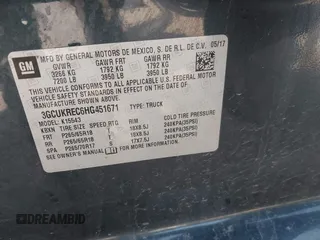 GM
MFD BY GENERAL MOTORS DE MEXICO, S. DE R.L. DE C.V. 05/17
GVWR GAWR FRT GAWR RR
3266 KG 1792 KG 1792 KG
7200 LB 3950 LB 3950 LB
THIS VEHICLE CONFORMS TO ALL APPLICABLE U.S. FEDERAL MOTOR
VEHICLE SAFETY STANDARDS IN EFFECT ON THE DATE OF
MANUFACTURE SHOWN ABOVE.
3GCUKREC6HG451671 TYPE: TRUCK
K15543
TIRE SIZE SPEED RTG RIM COLD TIRE PRESSURE
FRT P265/65R18 T 18X8.5J 240KPA(35PSI)
RR P265/65R18 T 18X8.5J 240KPA(35PSI)
SPA P265/70R17 S 17X7.5J 240KPA(35PSI)
SEE OWNER'S MANUAL FOR ADDITIONAL INFORMATION.
DREAMBID